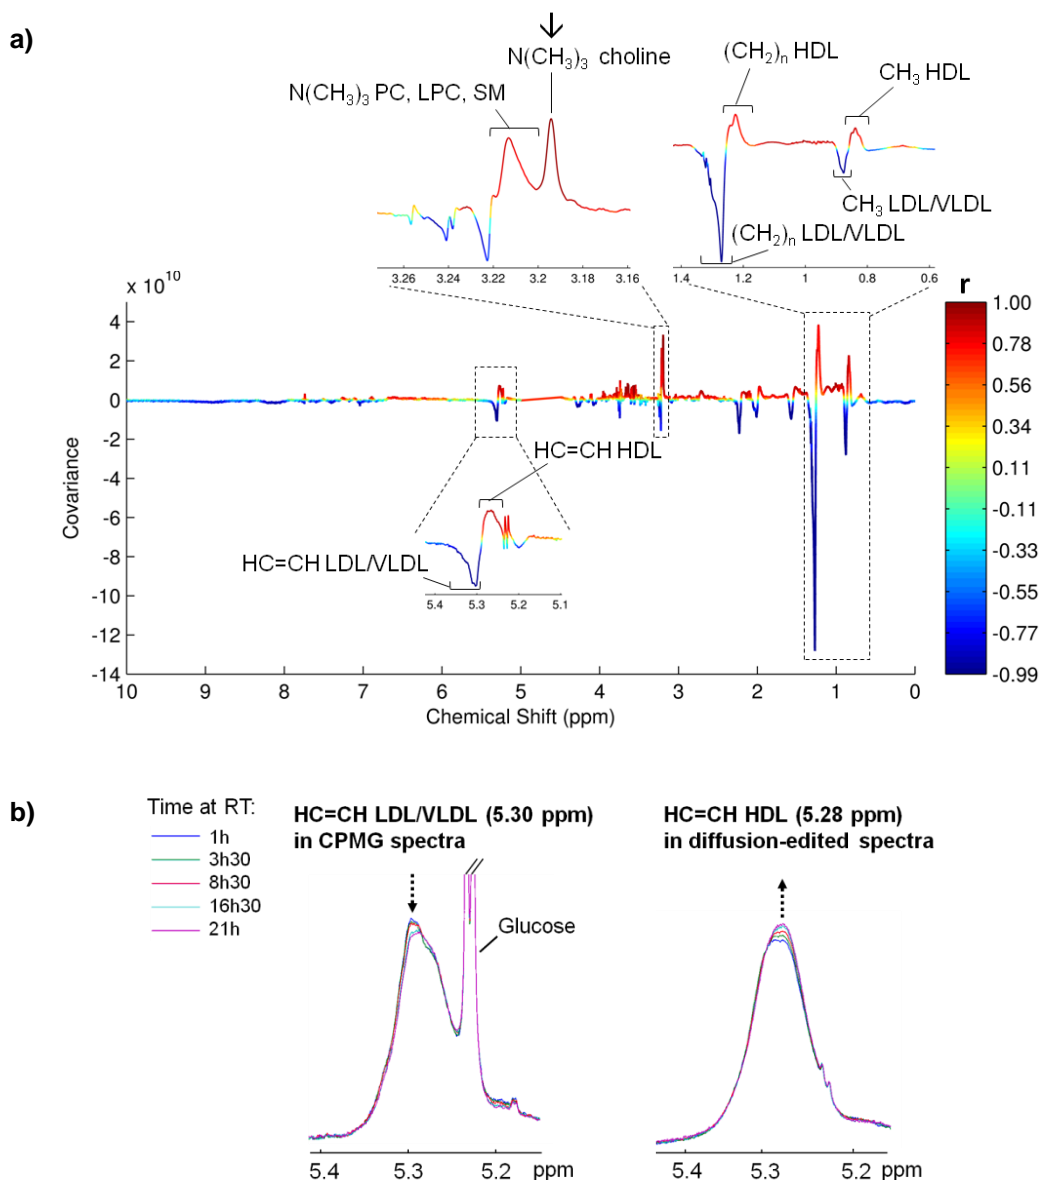 a)
N(CH3)3 choline
(CH2)n HDL
CH3 HDL
N(CH3)3 PC, LPC, SM
CH3 LDL/VLDL
(CH2)n LDL/VLDL
3.26 3.24 3.22 3.2 3.18 3.16
1.4 1.2 1 0.8 0.6
x 10^10
r
4
2
0
-2
-4
-6
-8
-10
-12
-14
Covariance
1.00
0.78
0.56
0.34
0.11
-0.11
-0.33
-0.55
-0.77
-0.99
HC=CH HDL
HC=CH LDL/VLDL
5.4 5.3 5.2 5.1
10 9 8 7 6 5 4 3 2 1 0
Chemical Shift (ppm)
b)
Time at RT:
1h
3h30
8h30
16h30
21h
HC=CH LDL/VLDL (5.30 ppm)
in CPMG spectra
Glucose
5.4 5.3 5.2 ppm
HC=CH HDL (5.28 ppm)
in diffusion-edited spectra
5.4 5.3 5.2 ppm